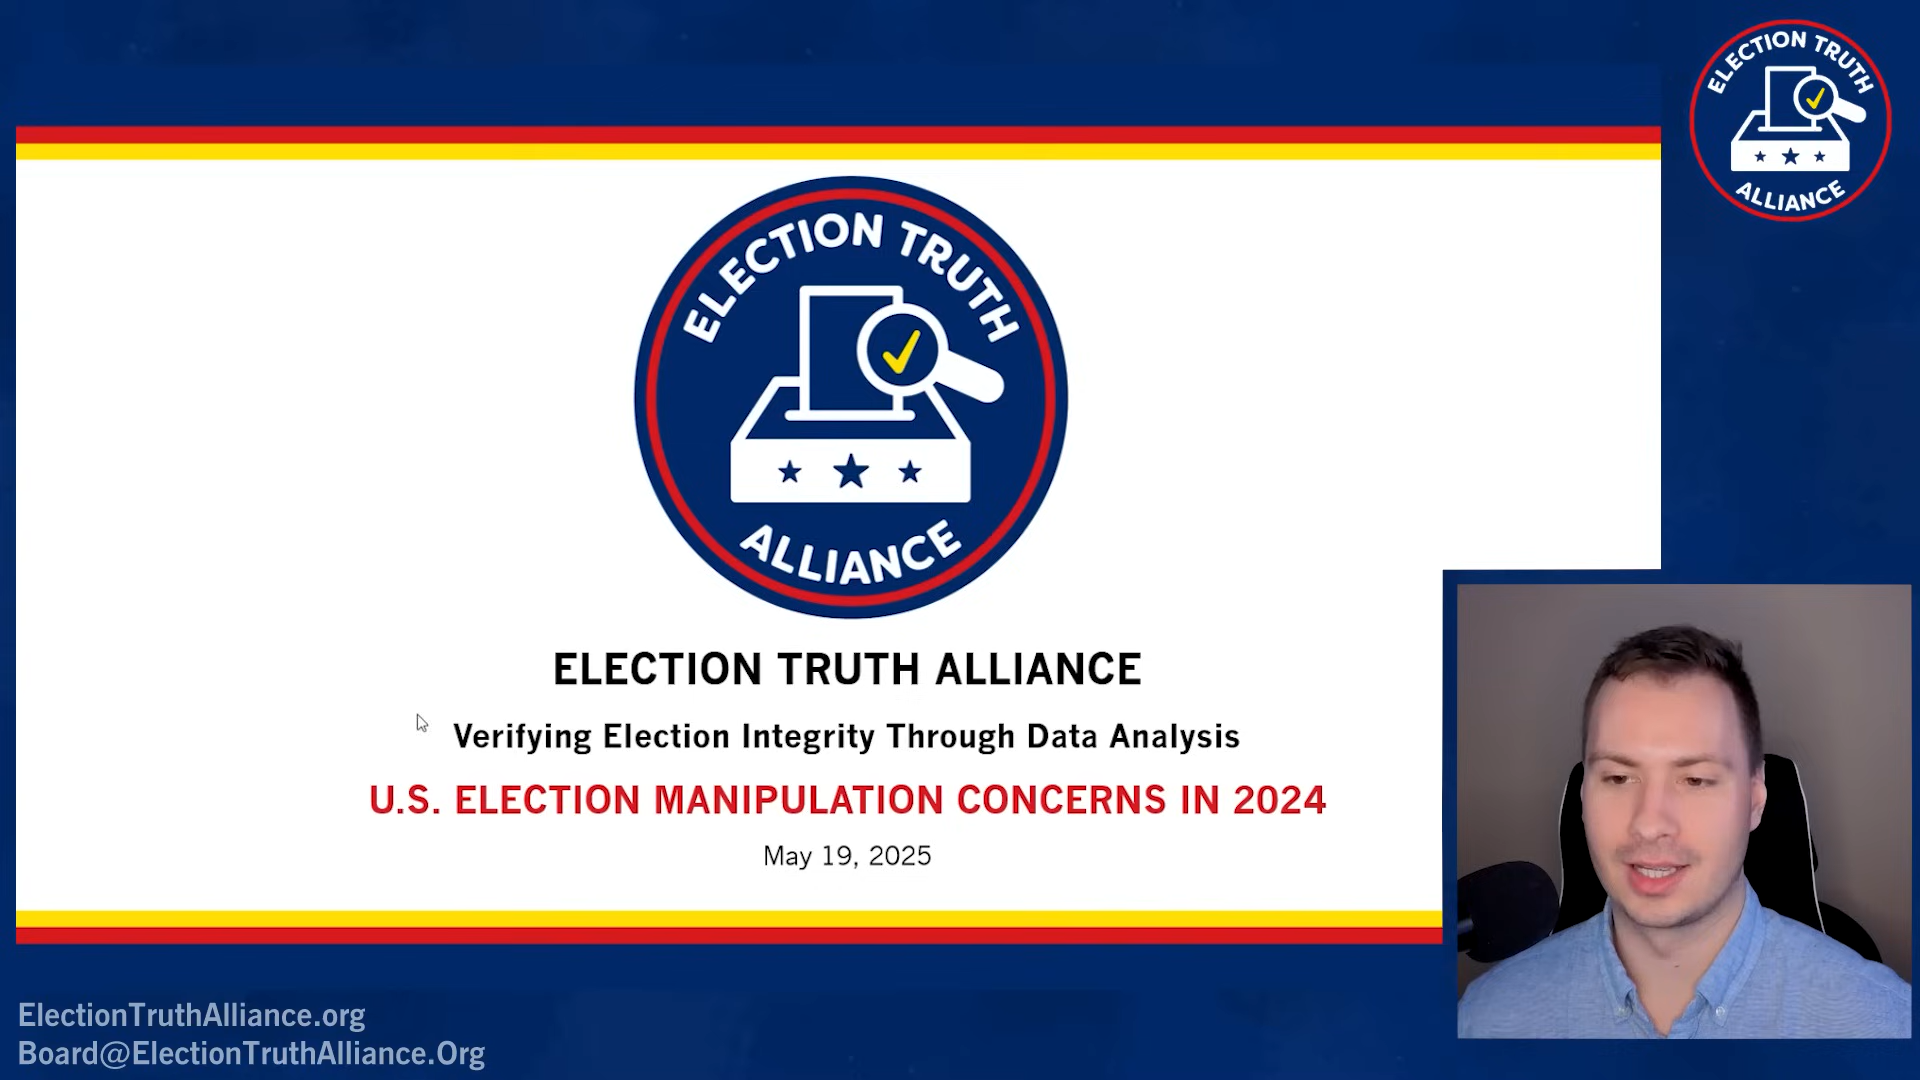 ELECTION TRUTH
ALLIANCE
ELECTION TRUTH
ALLIANCE
ELECTION TRUTH ALLIANCE
Verifying Election Integrity Through Data Analysis
U.S. ELECTION MANIPULATION CONCERNS IN 2024
May 19, 2025
ElectionTruthAlliance.org
Board@ElectionTruthAlliance.Org